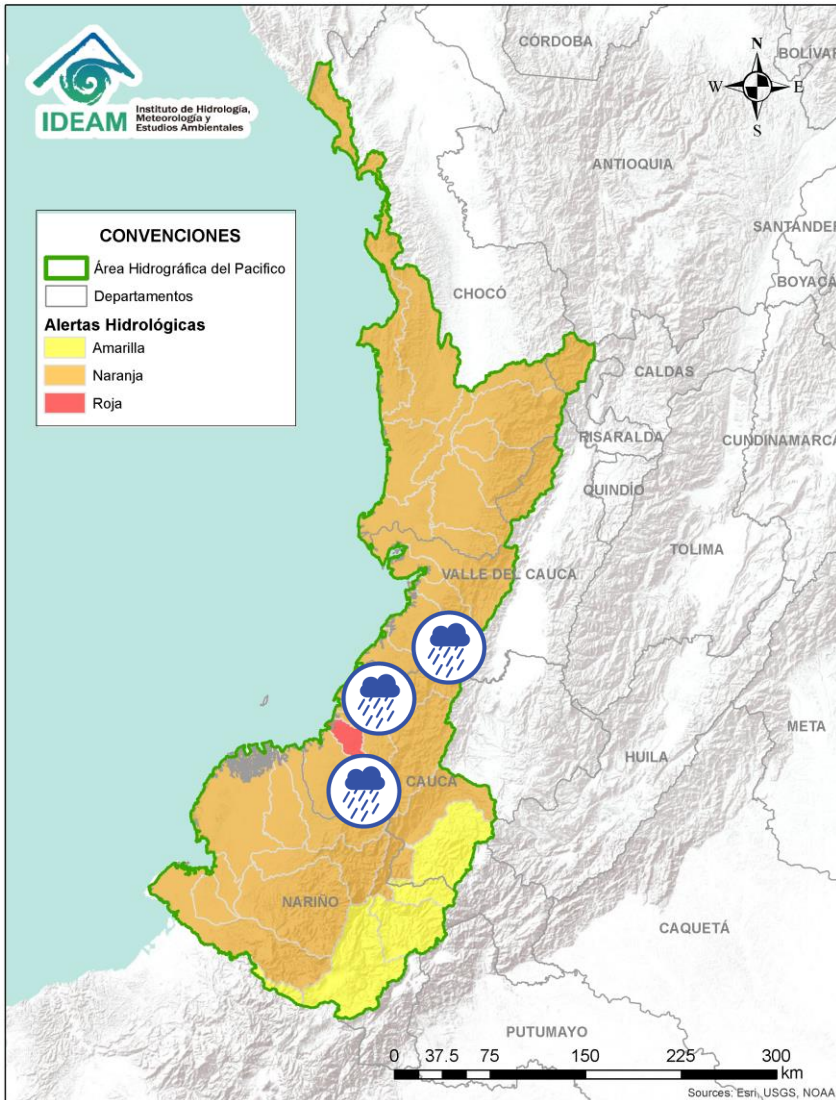 CÓRDOBA
BOLÍVAR
N
W
E
S
IDEAM
Instituto de Hidrología,
Meteorología y
Estudios Ambientales
ANTIOQUIA
SANTANDER
CONVENCIONES
Área Hidrográfica del Pacifico
Departamentos
Alertas Hidrológicas
Amarilla
Naranja
Roja
BOYACÁ
CHOCÓ
CALDAS
RISARALDA
CUNDINAMARCA
QUINDÍO
TOLIMA
VALLE DEL CAUCA
META
HUILA
CAUCA
NARIÑO
CAQUETÁ
PUTUMAYO
0 37.5 75 150 225 300
km
Sources: Esri, USGS, NOAA